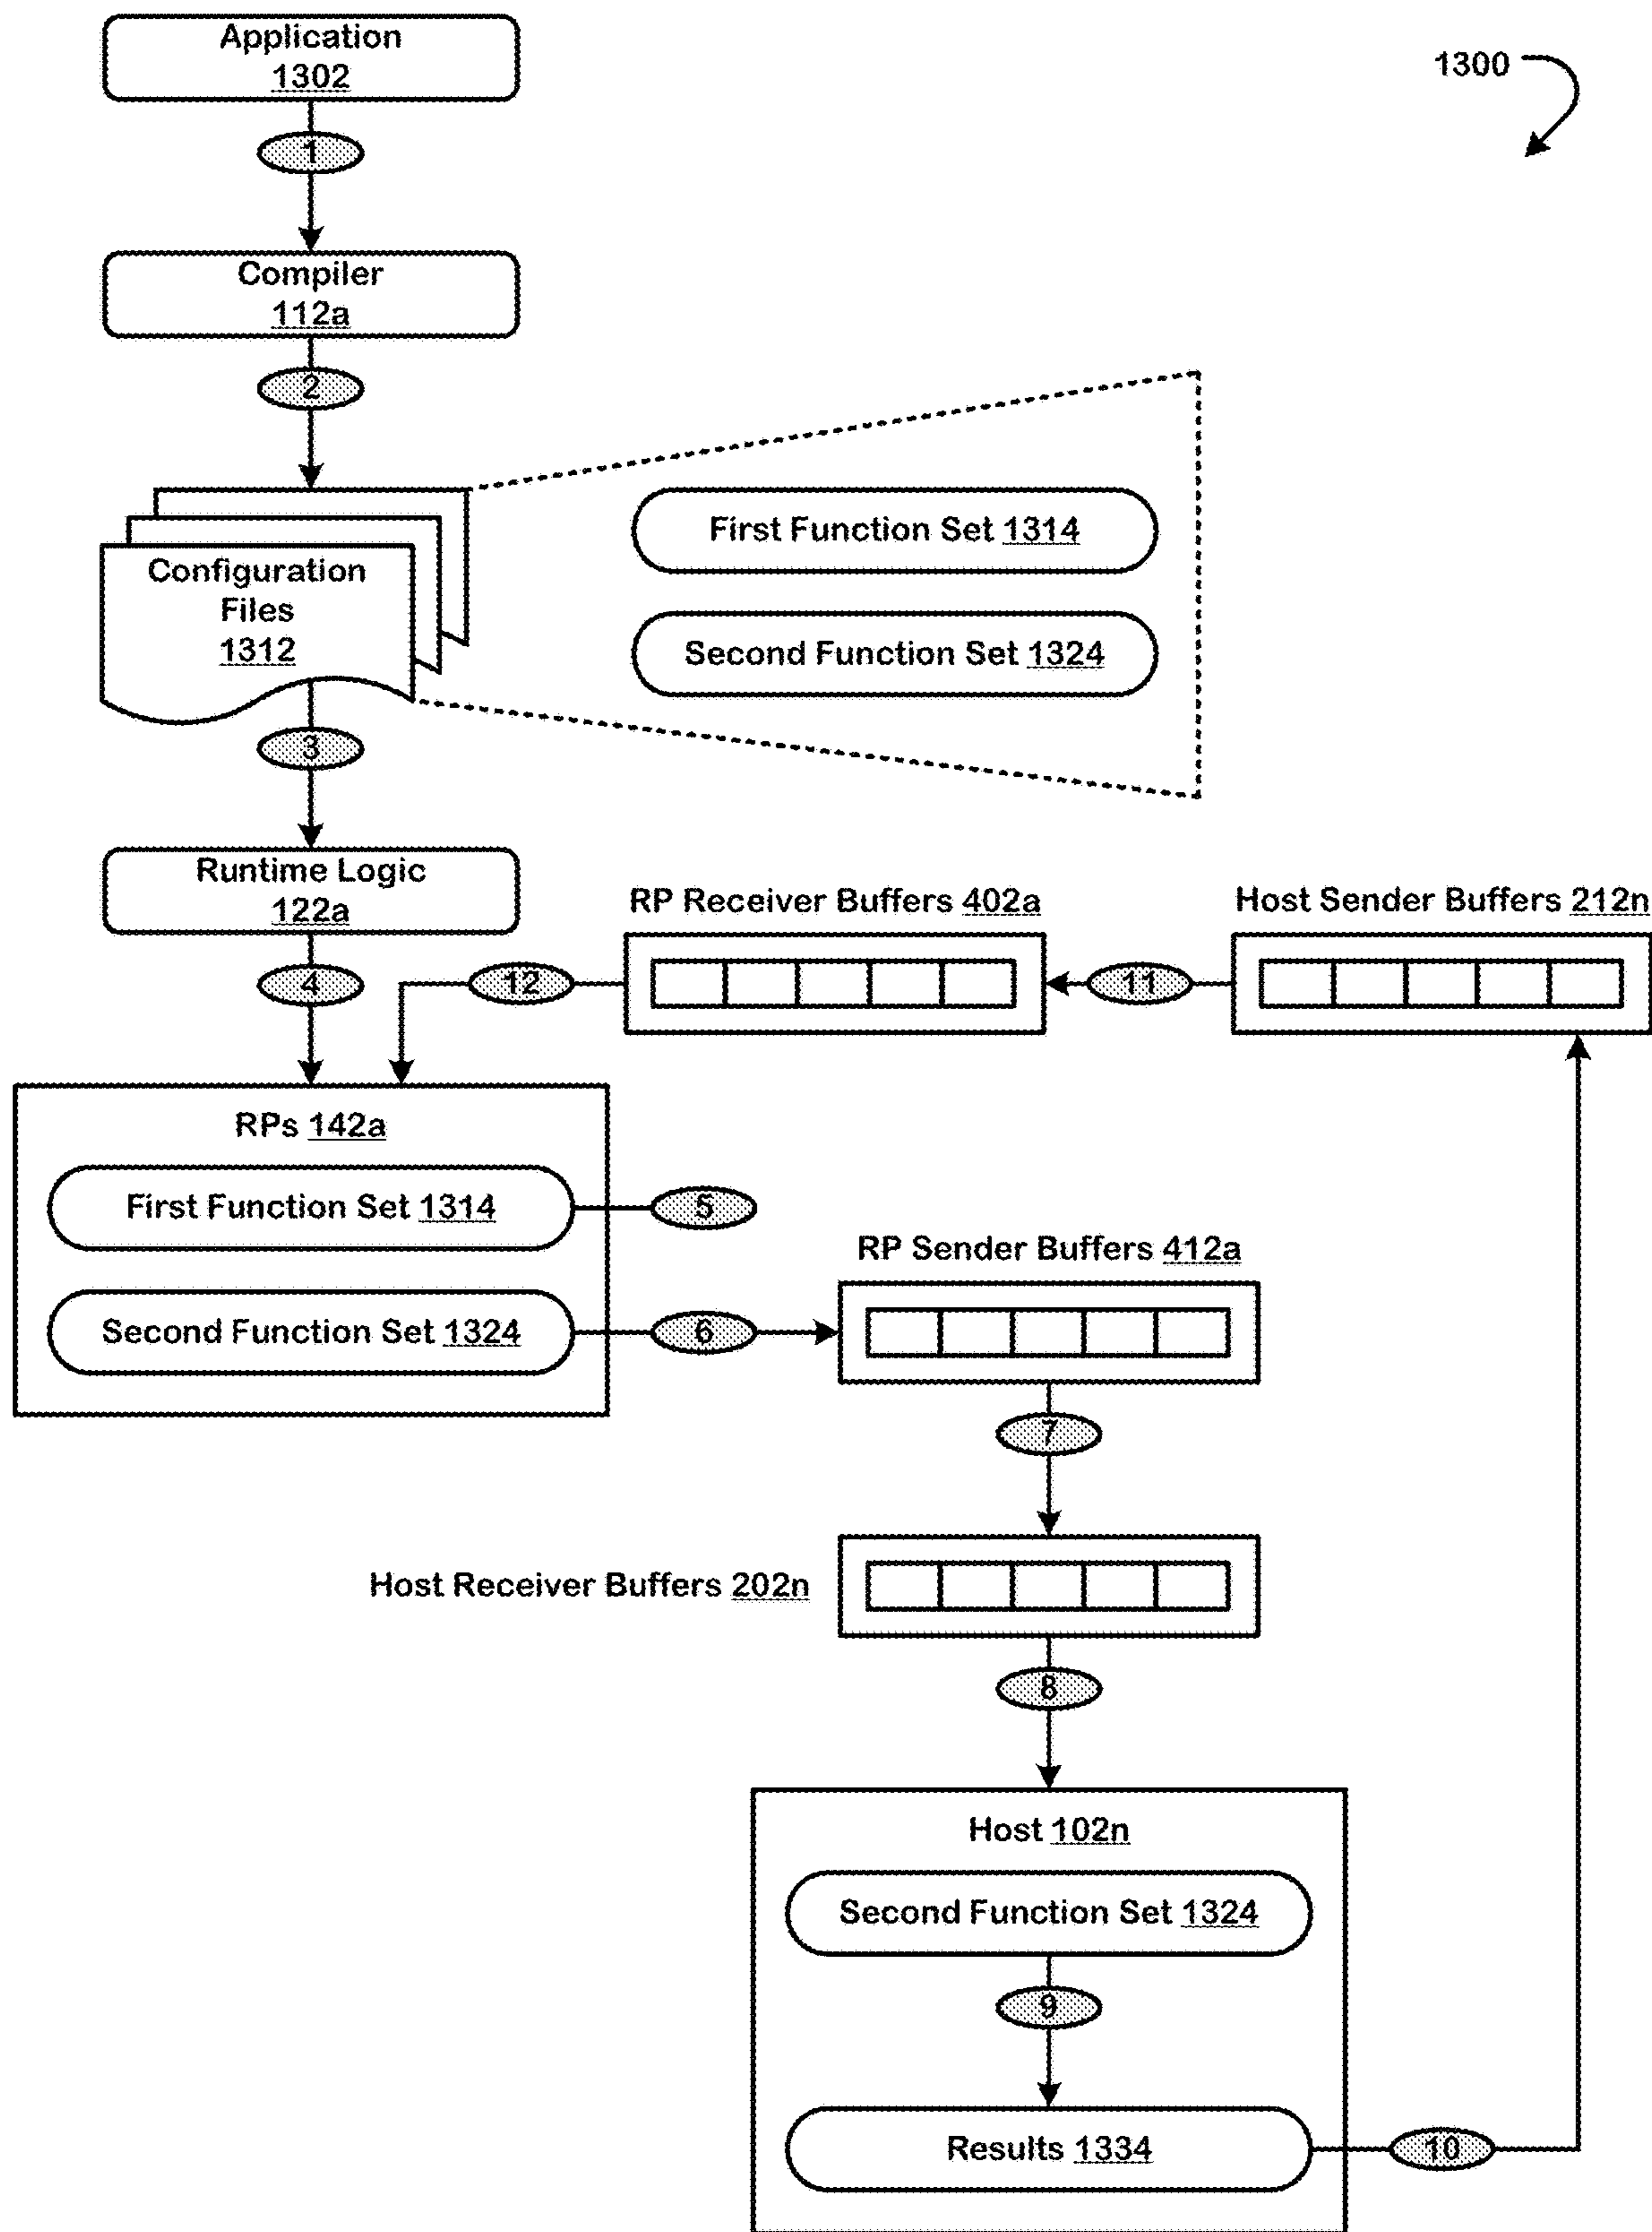 Application
1302
1300
1
Compiler
112a
2
First Function Set 1314
Configuration
Files
1312
Second Function Set 1324
3
Runtime Logic
122a
RP Receiver Buffers 402a
Host Sender Buffers 212n
4
12
11
RPs 142a
First Function Set 1314
5
RP Sender Buffers 412a
Second Function Set 1324
6
7
Host Receiver Buffers 202n
8
Host 102n
Second Function Set 1324
9
Results 1334
10